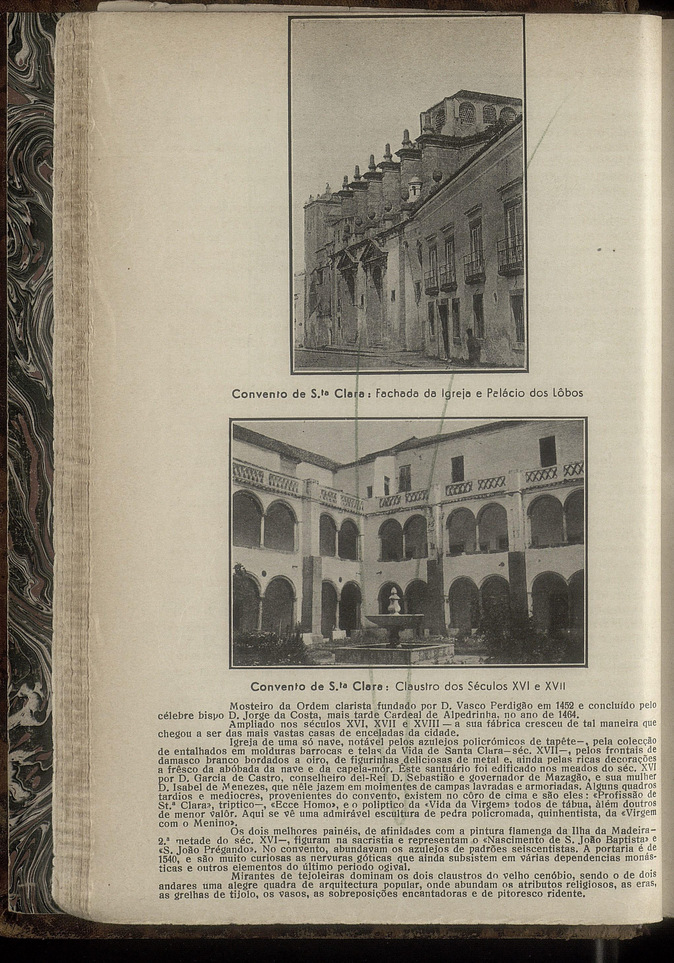 Convento de S.ta Clara: Fachada da Igreja e Palácio dos Lôbos
Convento de S.ta Clara: Claustro dos Séculos XVI e XVII
Mosteiro da Ordem clarista fundado por D. Vasco Perdigão em 1452 e concluído pelo
célebre bispo D. Jorge da Costa, mais tarde Cardeal de Alpedrinha, no ano de 1464.
Ampliado nos séculos XVI, XVII e XVIII — a sua fábrica cresceu de tal maneira que
chegou a ser das mais vastas casas de enceladas da cidade.
Igreja de uma só nave, notável pelos azulejos policrómicos de tapête—, pela colecção
de entalhados em molduras barrocas e telas da Vida de Santa Clara—séc. XVII—, pelos frontais de
damasco branco bordados a oiro, de figurinhas deliciosas de metal e, ainda pelas ricas decorações
a frêsco da abóbada da nave e da capela-mór. Este santuário foi edificado nos meados do séc. XVI
por D. Garcia de Castro, conselheiro del-Rei D. Sebastião e governador de Mazagão, e sua mulher
D. Isabel de Menezes, que nêle jazem em moimentos de campas lavradas e armoriadas. Alguns quadros
tardios e mediocres, provenientes do convento, existem no côro de cima e são eles: «Profissão de
St.ª Clara», tríptico—, «Ecce Homo», e o políptico da «Vida da Virgem» todos de tábua, àlém doutros
de menor valôr. Aqui se vê uma admirável escultura de pedra policromada, quinhentista, da «Virgem
com o Menino».
Os dois melhores painéis, de afinidades com a pintura flamenga da Ilha da Madeira—
2.ª metade do séc. XVI—, figuram na sacristia e representam o «Nascimento de S. João Baptista» e
«S. João Prégando». No convento, abundavam os azulejos de padrões seiscentistas. A portaria é de
1540, e são muito curiosas as nervuras góticas que ainda subsistem em várias dependencias monás-
ticas e outros elementos do último periodo ogival.
Mirantes de tejoleiras dominam os dois claustros do velho cenóbio, sendo o de dois
andares uma alegre quadra de arquitectura popular, onde abundam os atributos religiosos, as eras,
as grelhas de tijolo, os vasos, as sobreposições encantadoras e de pitoresco ridente.